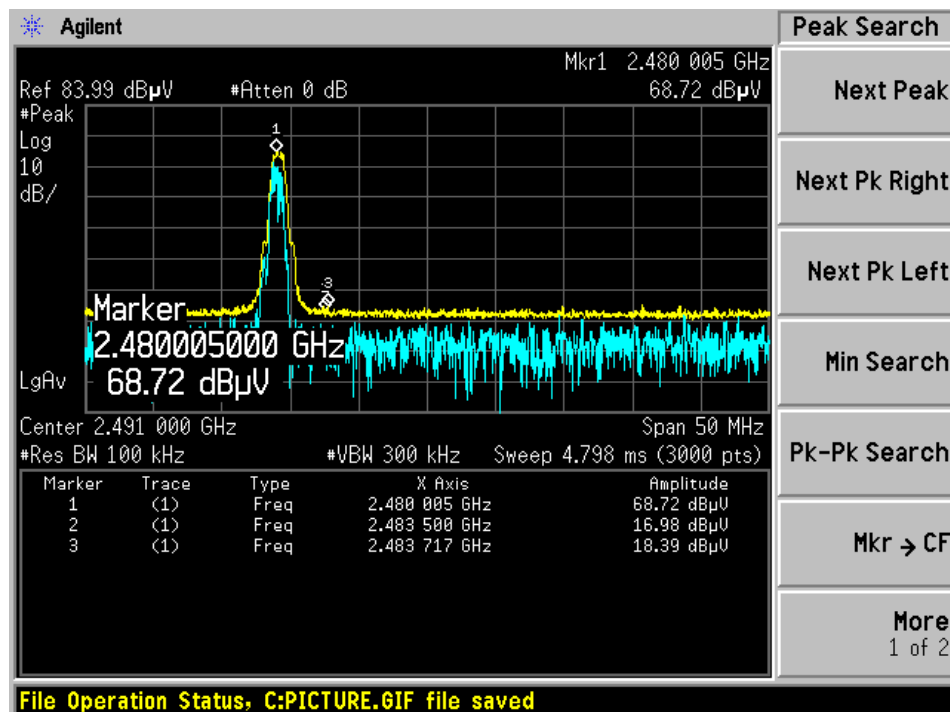 Agilent
Peak Search
Mkr1 2.480 005 GHz
Ref 83.99 dBµV #Atten 0 dB 68.72 dBµV
#Peak
Log
10
dB/
1
3
Marker
2.480005000 GHz
68.72 dBµV
LgAv
Center 2.491 000 GHz Span 50 MHz
#Res BW 100 kHz #VBW 300 kHz Sweep 4.798 ms (3000 pts)
Marker Trace Type X Axis Amplitude
1 (1) Freq 2.480 005 GHz 68.72 dBµV
2 (1) Freq 2.483 500 GHz 16.98 dBµV
3 (1) Freq 2.483 717 GHz 18.39 dBµV
Next Peak
Next Pk Right
Next Pk Left
Min Search
Pk-Pk Search
Mkr → CF
More
1 of 2
File Operation Status, C:PICTURE.GIF file saved